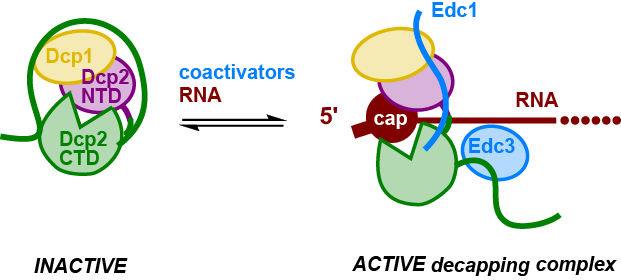 Dcp1
Dcp2
NTD
Dcp2
CTD
INACTIVE
coactivators
RNA
Edc1
5'
cap
RNA
Edc3
ACTIVE decapping complex